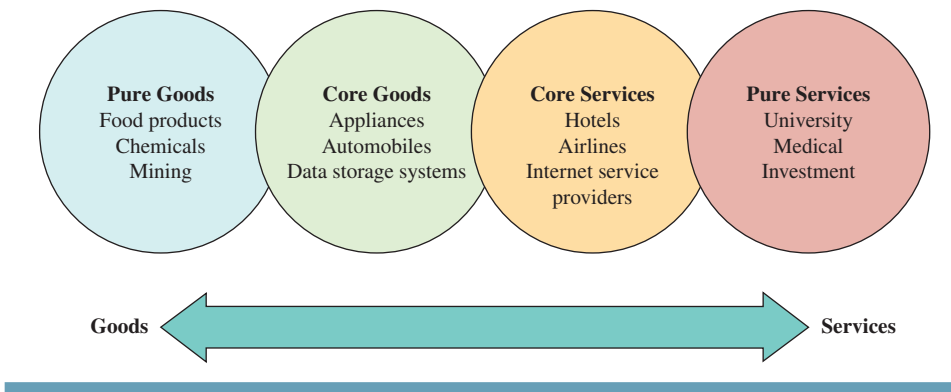 Pure Goods
Food products
Chemicals
Mining
Core Goods
Appliances
Automobiles
Data storage systems
Core Services
Hotels
Airlines
Internet service
providers
Pure Services
University
Medical
Investment
Goods
Services